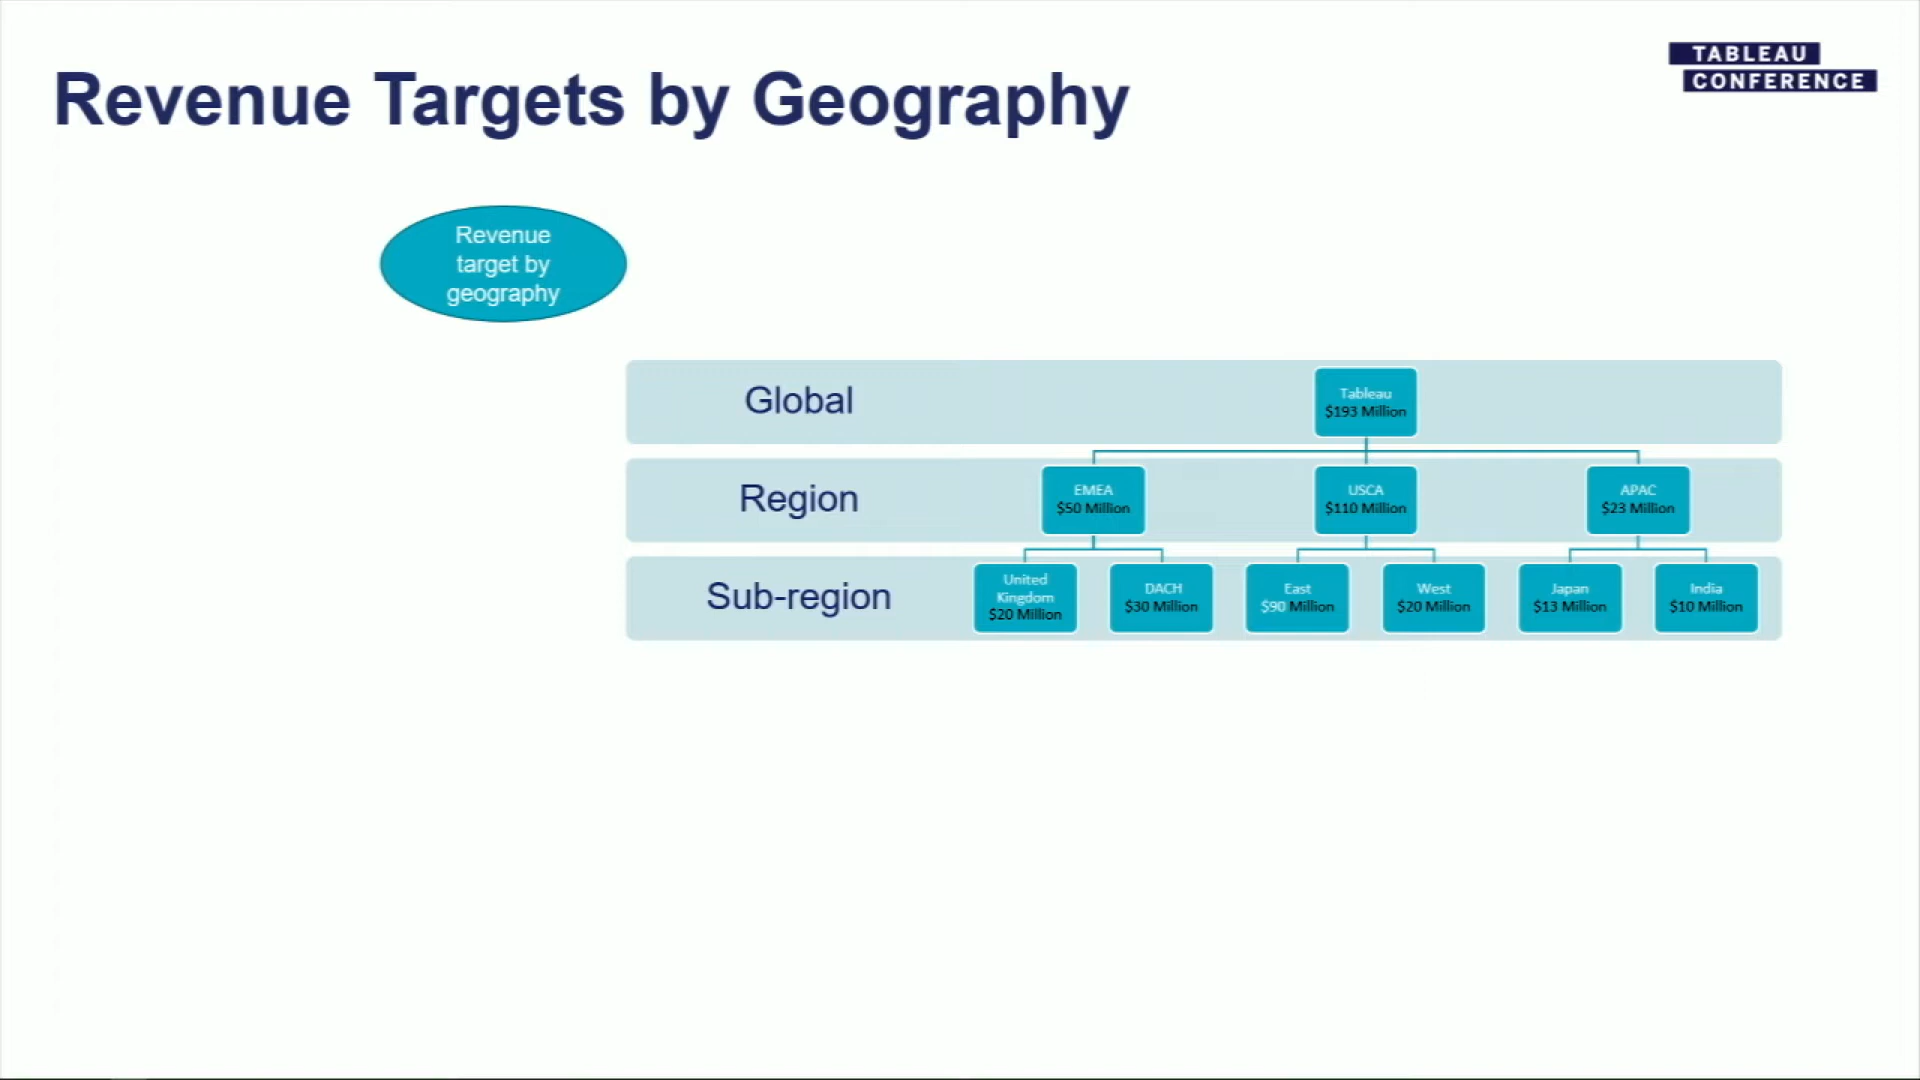 TABLEAU
CONFERENCE
Revenue Targets by Geography
Revenue
target by
geography
Global
Tableau
$193 Million
Region
EMEA
$50 Million
USCA
$110 Million
APAC
$23 Million
Sub-region
United
Kingdom
$20 Million
DACH
$30 Million
East
$90 Million
West
$20 Million
Japan
$13 Million
India
$10 Million